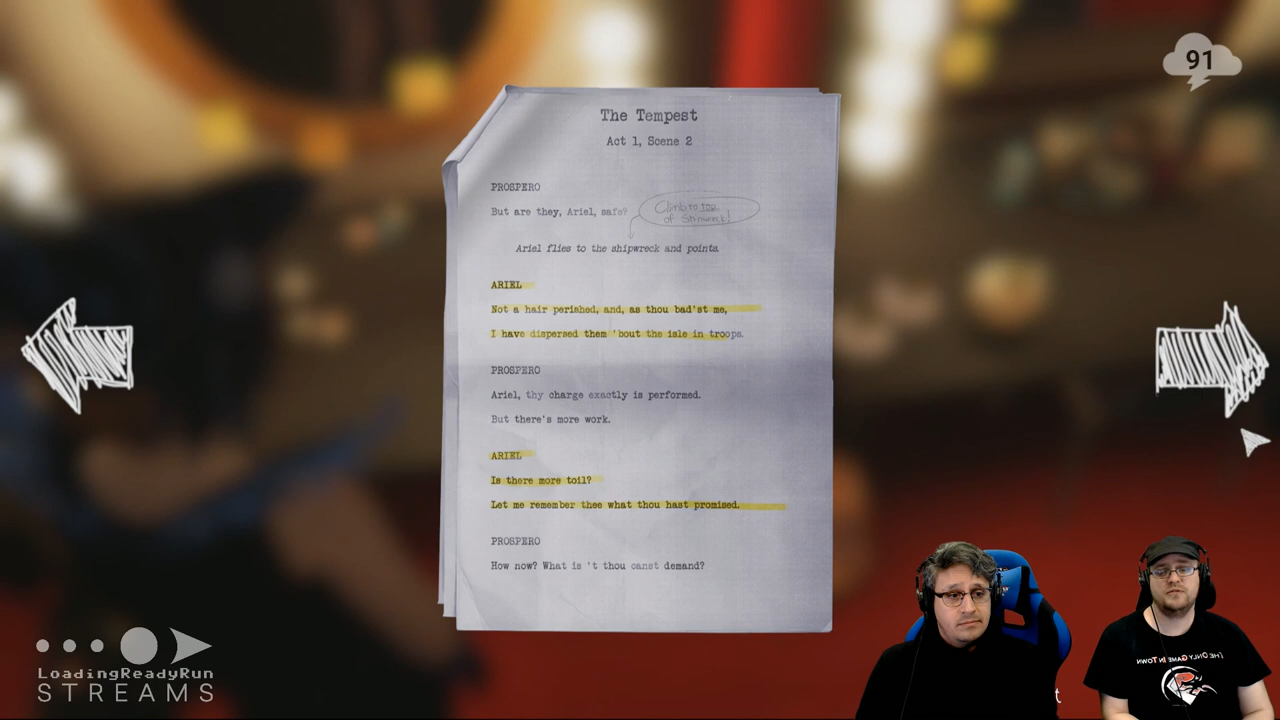 91
The Tempest
Act 1, Scene 2
PROSPERO
But are they, Ariel, safe?
Climb to top
of Shipwreck!
Ariel flies to the shipwreck and points.
ARIEL
Not a hair perished, and, as thou bad'st me,
I have dispersed them 'bout the isle in troops.
PROSPERO
Ariel, thy charge exactly is performed.
But there's more work.
ARIEL
Is there more toil?
Let me remember thee what thou hast promised.
PROSPERO
How now? What is 't thou canst demand?
LoadingReadyRun
STREAMS
THE ONLY GAME IN TOWN
t